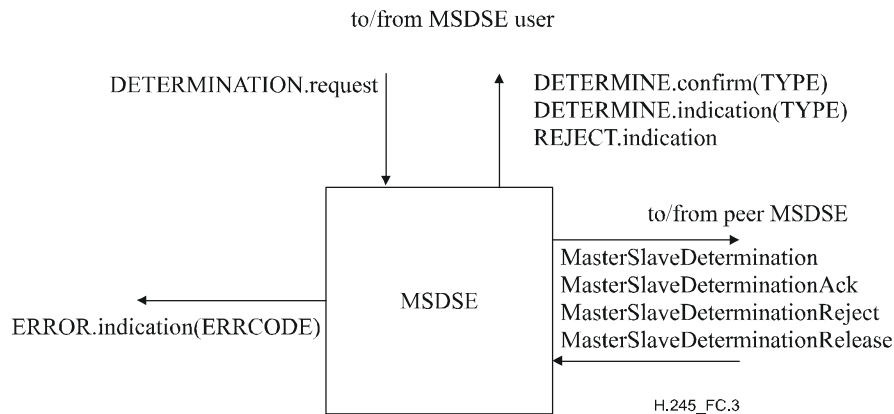 to/from MSDSE user
DETERMINATION.request
DETERMINE.confirm(TYPE)
DETERMINE.indication(TYPE)
REJECT.indication
to/from peer MSDSE
MasterSlaveDetermination
MasterSlaveDeterminationAck
MasterSlaveDeterminationReject
MasterSlaveDeterminationRelease
MSDSE
ERROR.indication(ERRCODE)
H.245_FC.3